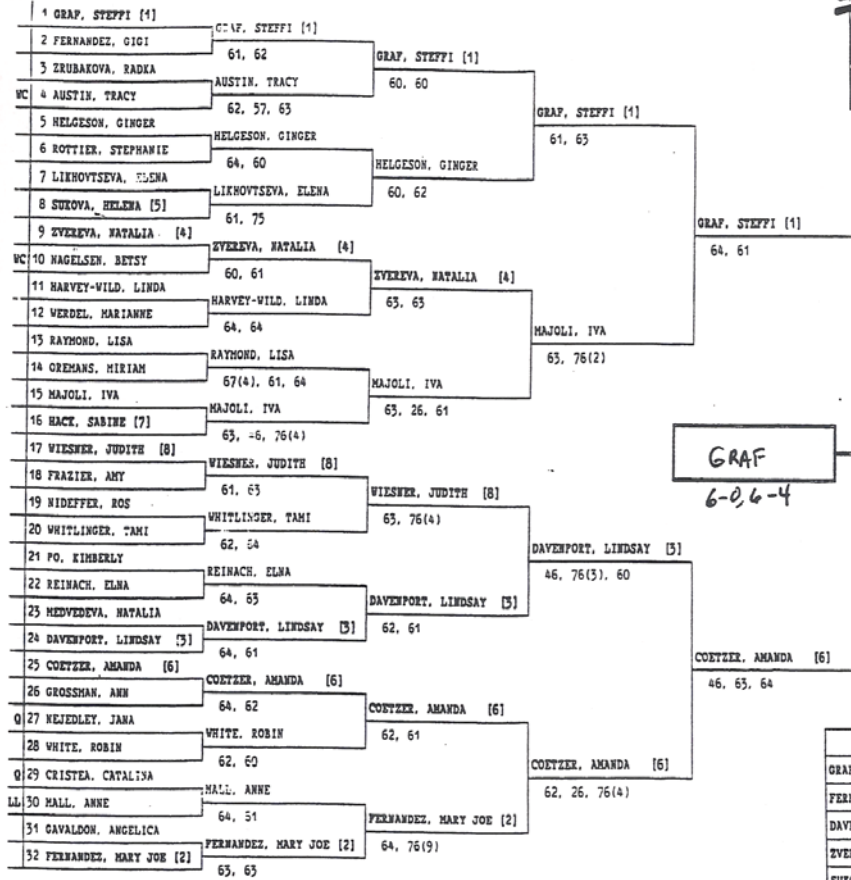 1 GRAF, STEFFI [1]
2 FERNANDEZ, GIGI
3 ZRUBAKOVA, RADKA
WC 4 AUSTIN, TRACY
5 HELGESON, GINGER
6 ROTTIER, STEPHANIE
7 LIKHOVTSEVA, ELENA
8 SUKOVA, HELENA [5]
9 ZVEREVA, NATALIA [4]
WC 10 NAGELSEN, BETSY
11 HARVEY-WILD, LINDA
12 WERDEL, MARIANNE
13 RAYMOND, LISA
14 OREMANS, MIRIAM
15 MAJOLI, IVA
16 HACK, SABINE [7]
17 WIESNER, JUDITH [8]
18 FRAZIER, AMY
19 NIDEFFER, ROS
20 WHITLINGER, TAMI
21 PO, KIMBERLY
22 REINACH, ELNA
23 MEDVEDEVA, NATALIA
24 DAVENPORT, LINDSAY [3]
25 COETZER, AMANDA [6]
26 GROSSMAN, ANN
Q 27 NEJEDLEY, JANA
28 WHITE, ROBIN
Q 29 CRISTEA, CATALINA
LL 30 MALL, ANNE
31 GAVALDON, ANGELICA
32 FERNANDEZ, MARY JOE [2]
GRAF, STEFFI [1]
61, 62
AUSTIN, TRACY
62, 57, 63
HELGESON, GINGER
64, 60
LIKHOVTSEVA, ELENA
61, 75
ZVEREVA, NATALIA [4]
60, 61
HARVEY-WILD, LINDA
64, 64
RAYMOND, LISA
67(4), 61, 64
MAJOLI, IVA
63, 46, 76(4)
WIESNER, JUDITH [8]
61, 63
WHITLINGER, TAMI
62, 64
REINACH, ELNA
64, 63
DAVENPORT, LINDSAY [3]
64, 61
COETZER, AMANDA [6]
64, 62
WHITE, ROBIN
62, 60
MALL, ANNE
64, 61
FERNANDEZ, MARY JOE [2]
63, 63
GRAF, STEFFI [1]
60, 60
HELGESON, GINGER
60, 62
ZVEREVA, NATALIA [4]
63, 63
MAJOLI, IVA
63, 26, 61
WIESNER, JUDITH [8]
63, 76(4)
DAVENPORT, LINDSAY [3]
62, 61
COETZER, AMANDA [6]
62, 61
FERNANDEZ, MARY JOE [2]
64, 76(9)
GRAF, STEFFI [1]
61, 63
MAJOLI, IVA
63, 76(2)
DAVENPORT, LINDSAY [3]
46, 76(3), 60
COETZER, AMANDA [6]
62, 26, 76(4)
GRAF, STEFFI [1]
64, 61
COETZER, AMANDA [6]
46, 63, 64
GRAF
6-0, 6-4
GRAF
FERN
DAVE
ZVER